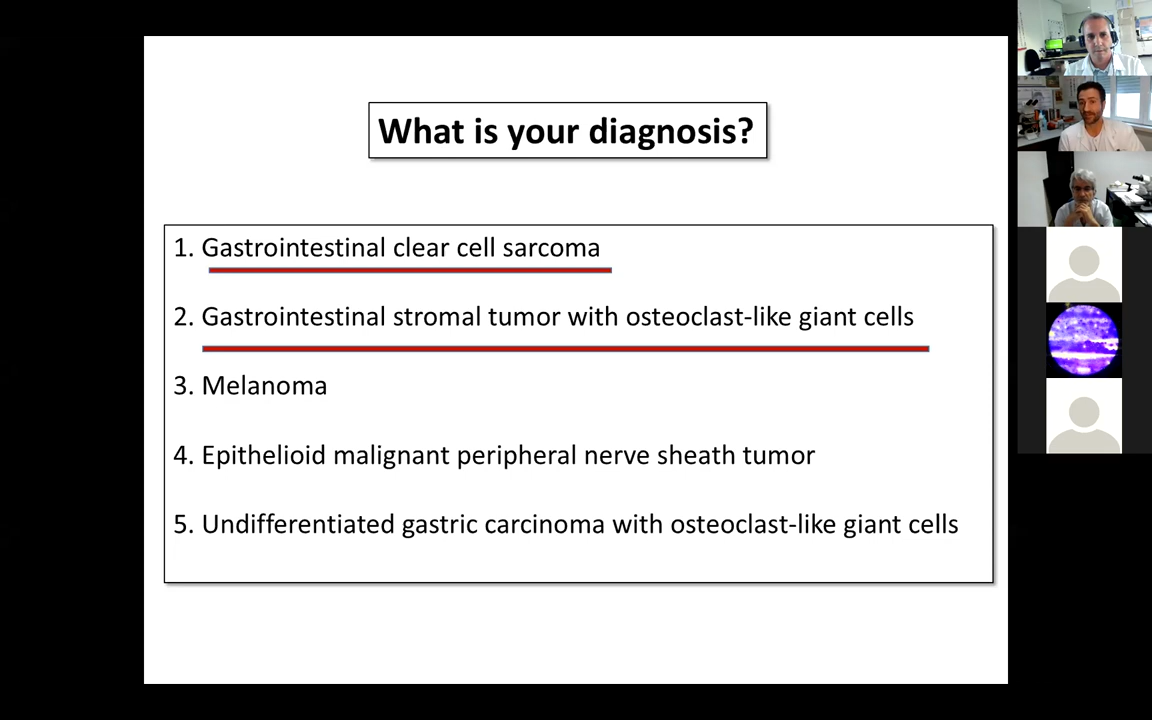 What is your diagnosis?
1. Gastrointestinal clear cell sarcoma
2. Gastrointestinal stromal tumor with osteoclast-like giant cells
3. Melanoma
4. Epithelioid malignant peripheral nerve sheath tumor
5. Undifferentiated gastric carcinoma with osteoclast-like giant cells